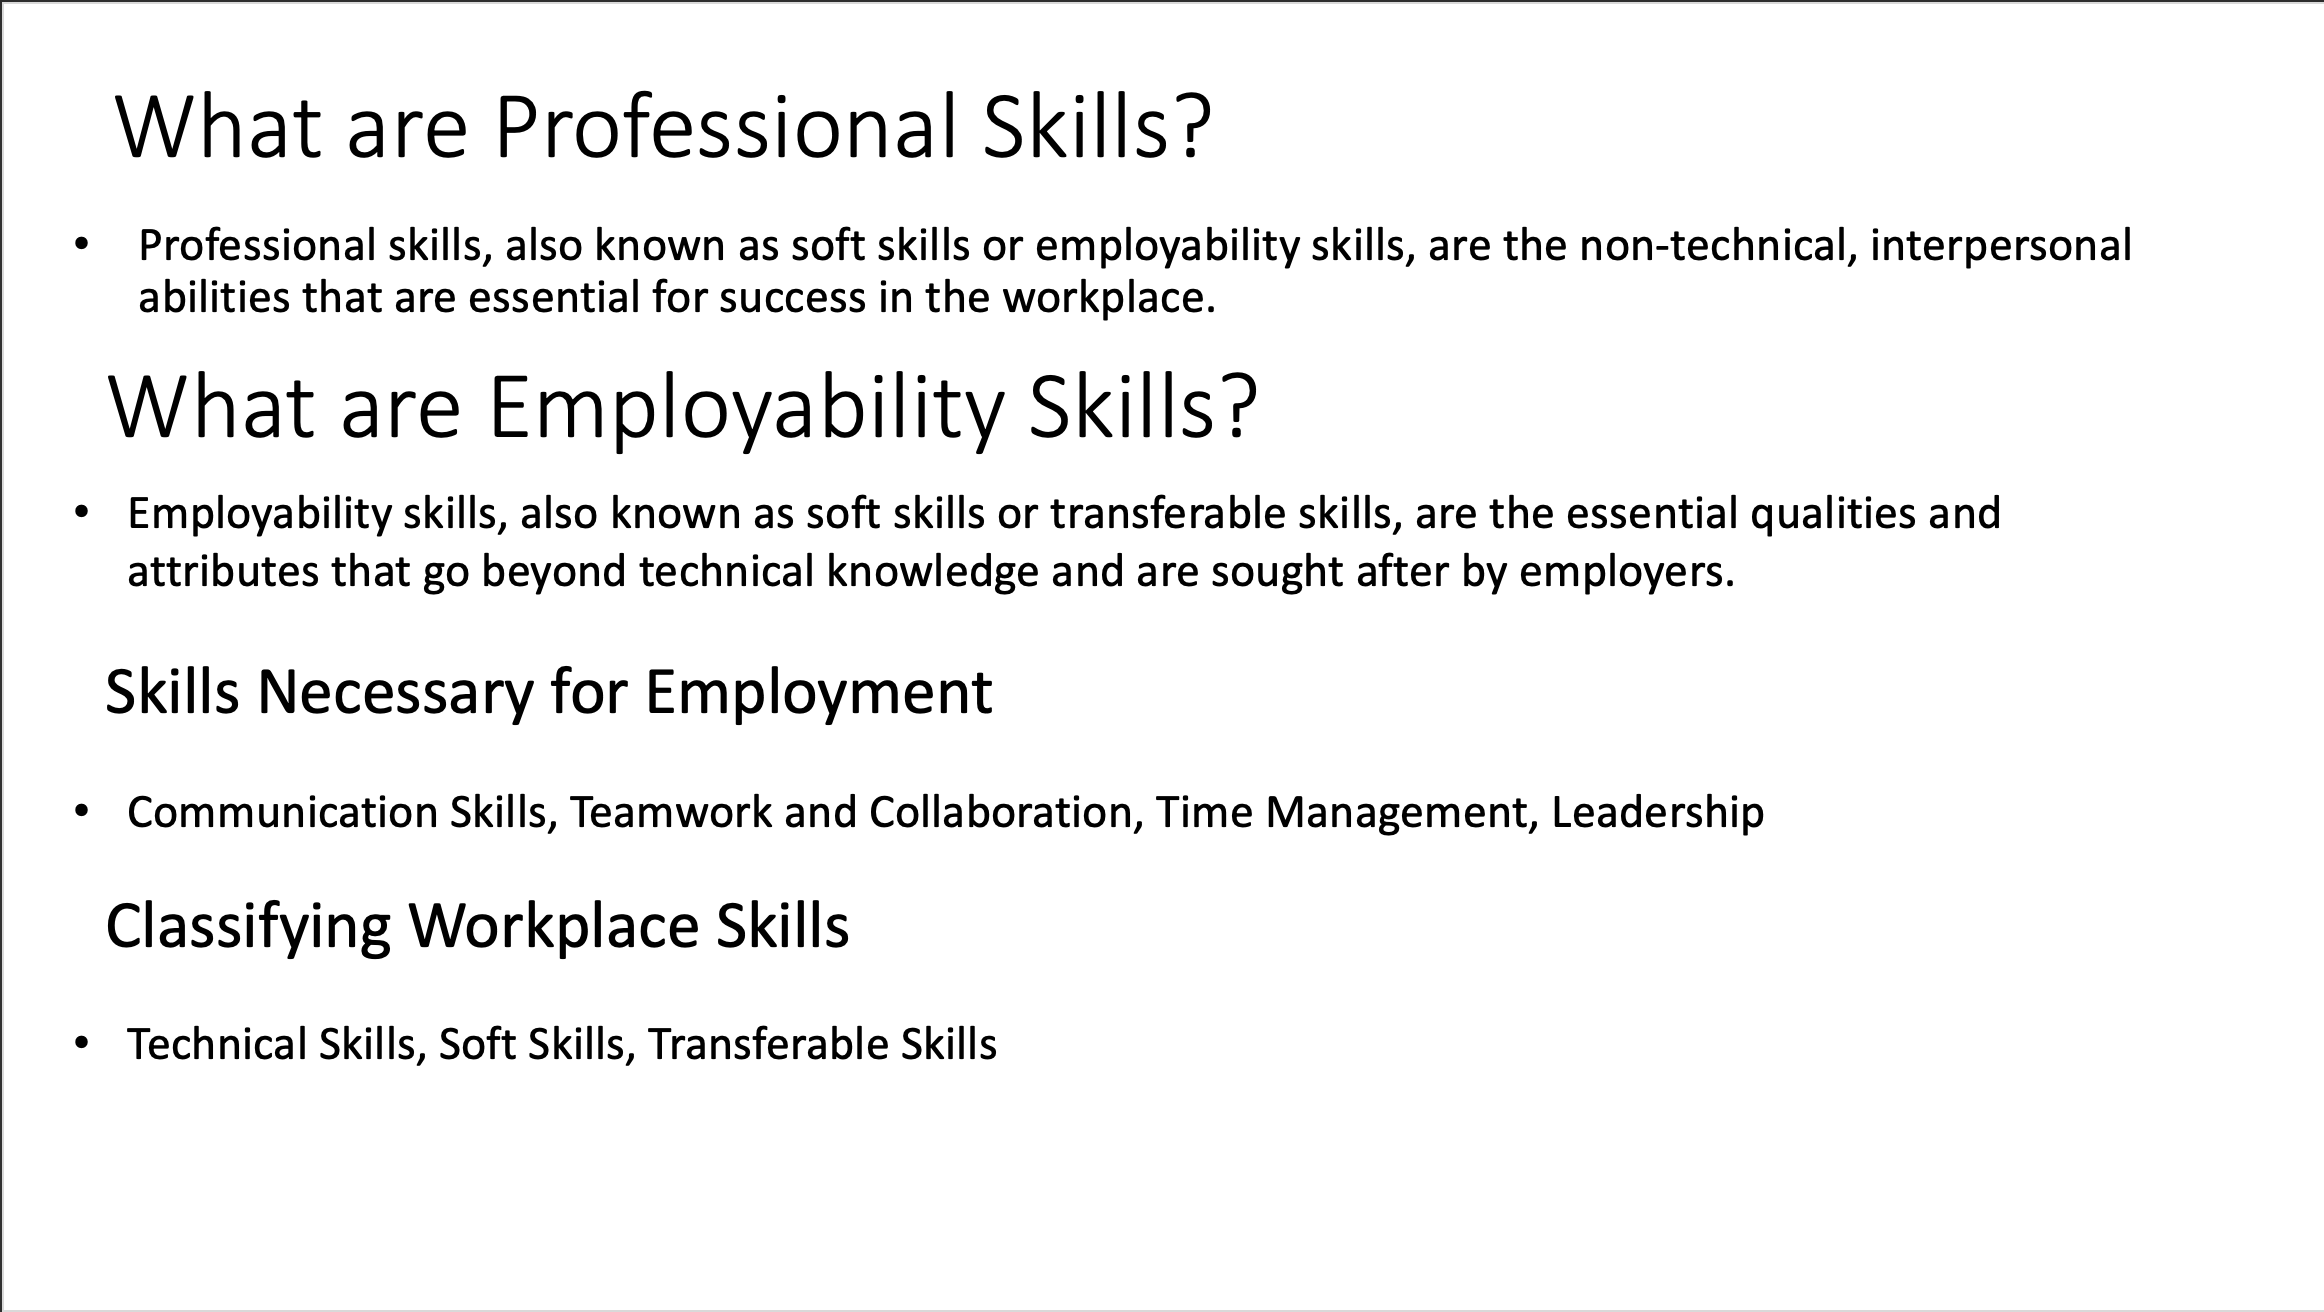 What are Professional Skills?
• Professional skills, also known as soft skills or employability skills, are the non-technical, interpersonal
abilities that are essential for success in the workplace.
What are Employability Skills?
• Employability skills, also known as soft skills or transferable skills, are the essential qualities and
attributes that go beyond technical knowledge and are sought after by employers.
Skills Necessary for Employment
• Communication Skills, Teamwork and Collaboration, Time Management, Leadership
Classifying Workplace Skills
• Technical Skills, Soft Skills, Transferable Skills